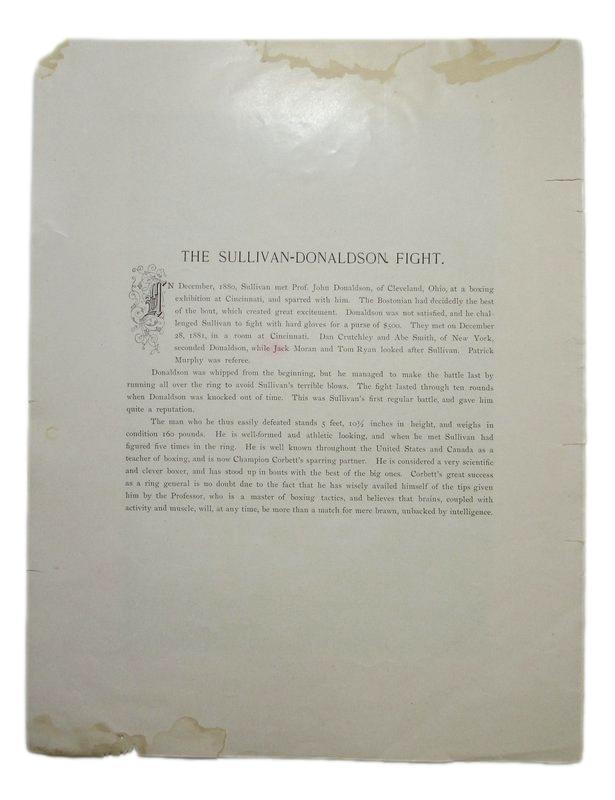 THE SULLIVAN-DONALDSON FIGHT.
IN December, 1880, Sullivan met Prof. John Donaldson, of Cleveland, Ohio, at a boxing
exhibition at Cincinnati, and sparred with him. The Bostonian had decidedly the best
of the bout, which created great excitement. Donaldson was not satisfied, and he chal-
lenged Sullivan to fight with hard gloves for a purse of $500. They met on December
28, 1881, in a room at Cincinnati. Dan Crutchley and Abe Smith, of New York,
seconded Donaldson, while Jack Moran and Tom Ryan looked after Sullivan. Patrick
Murphy was referee.
Donaldson was whipped from the beginning, but he managed to make the battle last by
running all over the ring to avoid Sullivan's terrible blows. The fight lasted through ten rounds
when Donaldson was knocked out of time. This was Sullivan's first regular battle, and gave him
quite a reputation.
The man who he thus easily defeated stands 5 feet, 10½ inches in height, and weighs in
condition 160 pounds. He is well-formed and athletic looking, and when he met Sullivan had
figured five times in the ring. He is well known throughout the United States and Canada as a
teacher of boxing, and is now Champion Corbett's sparring partner. He is considered a very scientific
and clever boxer, and has stood up in bouts with the best of the big ones. Corbett's great success
as a ring general is no doubt due to the fact that he has wisely availed himself of the tips given
him by the Professor, who is a master of boxing tactics, and believes that brains, coupled with
activity and muscle, will, at any time, be more than a match for mere brawn, unbacked by intelligence.